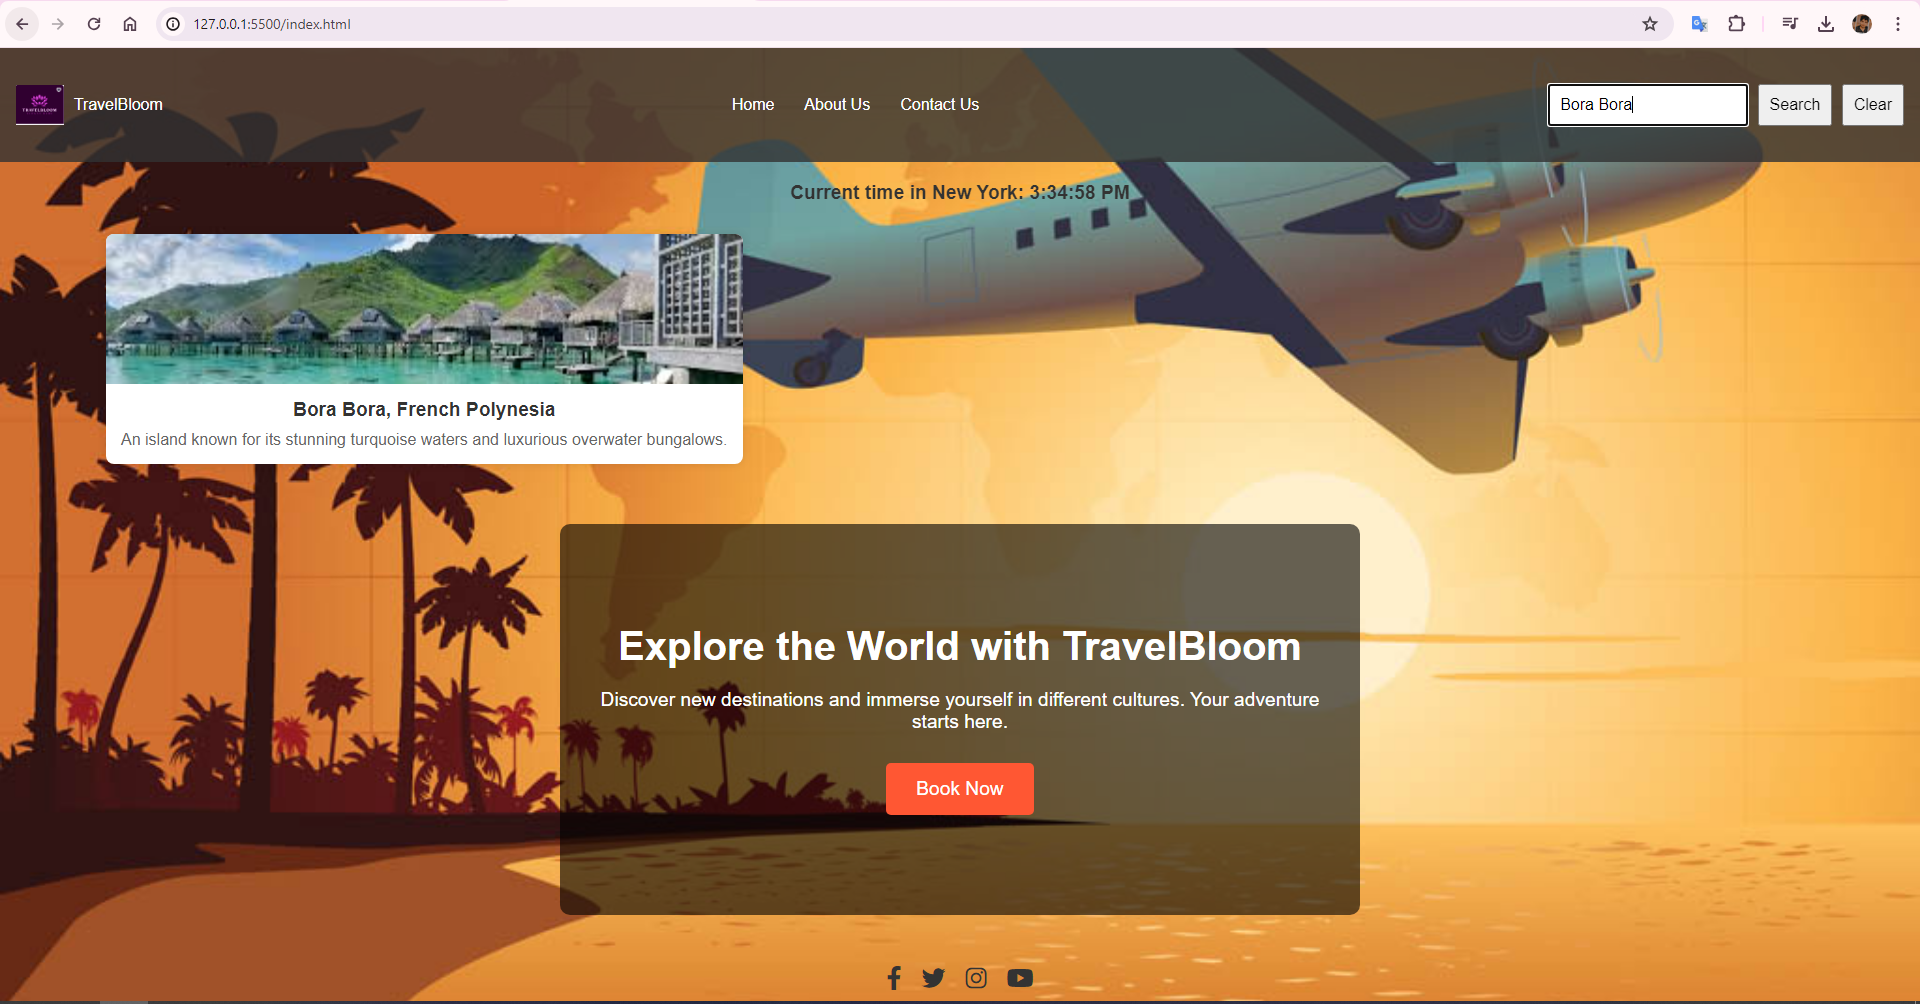 127.0.0.1:5500/index.html
TRAVELBLOOM
TravelBloom
Home
About Us
Contact Us
Bora Bora
Search
Clear
Current time in New York: 3:34:58 PM
Bora Bora, French Polynesia
An island known for its stunning turquoise waters and luxurious overwater bungalows.
Explore the World with TravelBloom
Discover new destinations and immerse yourself in different cultures. Your adventure
starts here.
Book Now